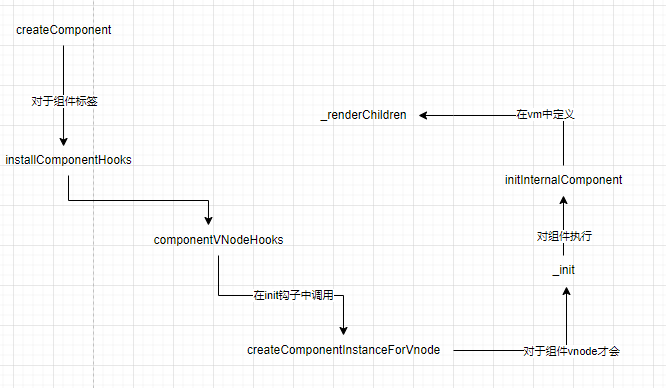 createComponent
对于组件标签
installComponentHooks
componentVNodeHooks
在init钩子中调用
createComponentInstanceForVnode
对于组件vnode才会
_init
对组件执行
initInternalComponent
在vm中定义
_renderChildren